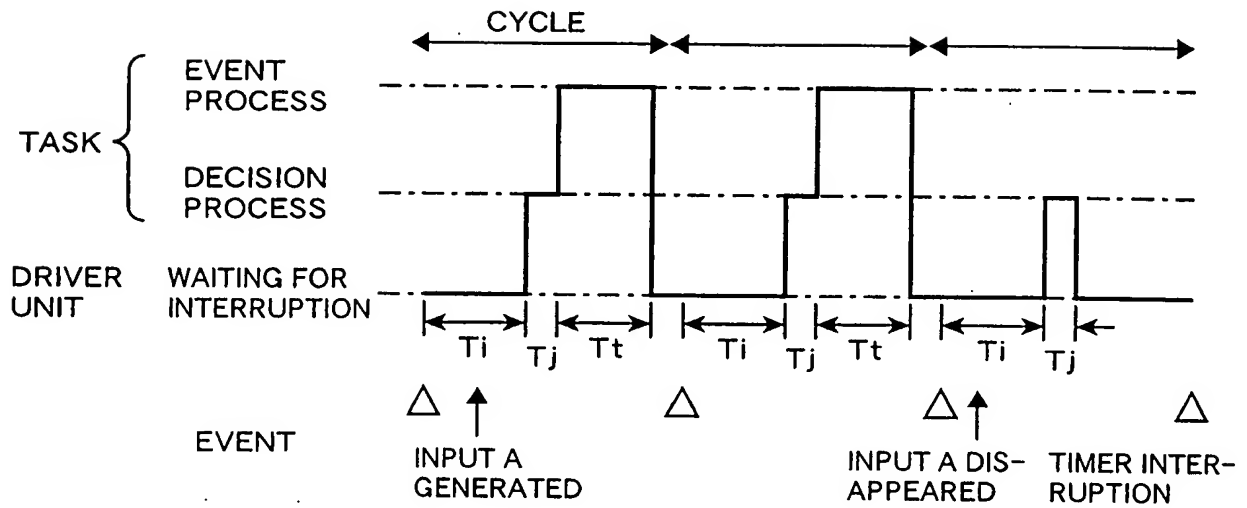 CYCLE
EVENT
PROCESS
TASK
DECISION
PROCESS
DRIVER
UNIT
WAITING FOR
INTERRUPTION
Ti
Tj
Tt
Ti
Tj
Tt
Ti
Tj
EVENT
INPUT A
GENERATED
INPUT A DIS-
APPEARED
TIMER INTER-
RUPTION